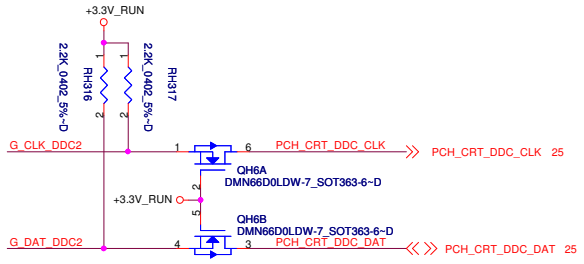 +3.3V_RUN
1
1
2.2K_0402_5%~D
RH316
2.2K_0402_5%~D
RH317
2
2
G_CLK_DDC2
1
6
PCH_CRT_DDC_CLK
PCH_CRT_DDC_CLK 25
QH6A
DMN66D0LDW-7_SOT363-6~D
2
+3.3V_RUN
5
QH6B
DMN66D0LDW-7_SOT363-6~D
G_DAT_DDC2
4
3
PCH_CRT_DDC_DAT
PCH_CRT_DDC_DAT 25